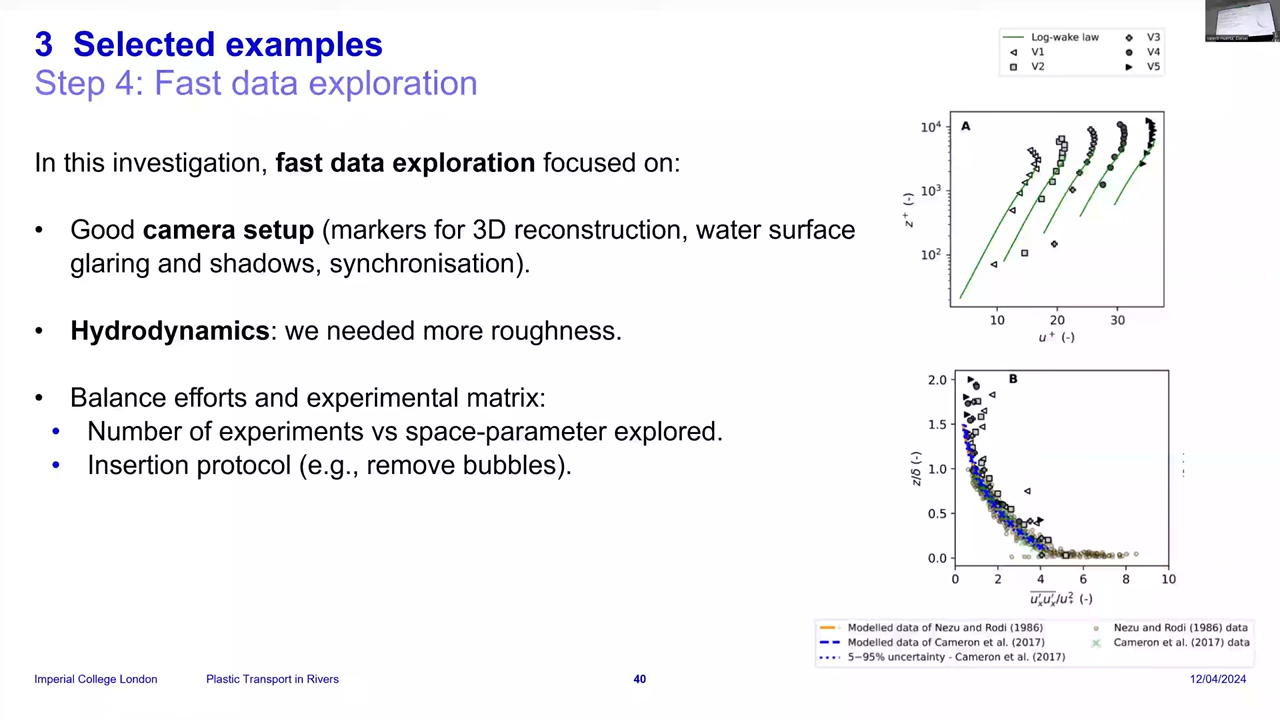 3 Selected examples
Step 4: Fast data exploration
In this investigation, fast data exploration focused on:
• Good camera setup (markers for 3D reconstruction, water surface
glaring and shadows, synchronisation).
• Hydrodynamics: we needed more roughness.
• Balance efforts and experimental matrix:
• Number of experiments vs space-parameter explored.
• Insertion protocol (e.g., remove bubbles).
Log-wake law
V1
V2
V3
V4
V5
A
10⁴
10³
10²
z⁺ (-)
10 20 30
u⁺ (-)
B
2.0
1.5
1.0
0.5
0.0
z/δ (-)
0 2 4 6 8 10
Modelled data of Nezu and Rodi (1986)
Modelled data of Cameron et al. (2017)
5−95% uncertainty - Cameron et al. (2017)
Nezu and Rodi (1986) data
Cameron et al. (2017) data
Imperial College London Plastic Transport in Rivers 40 12/04/2024